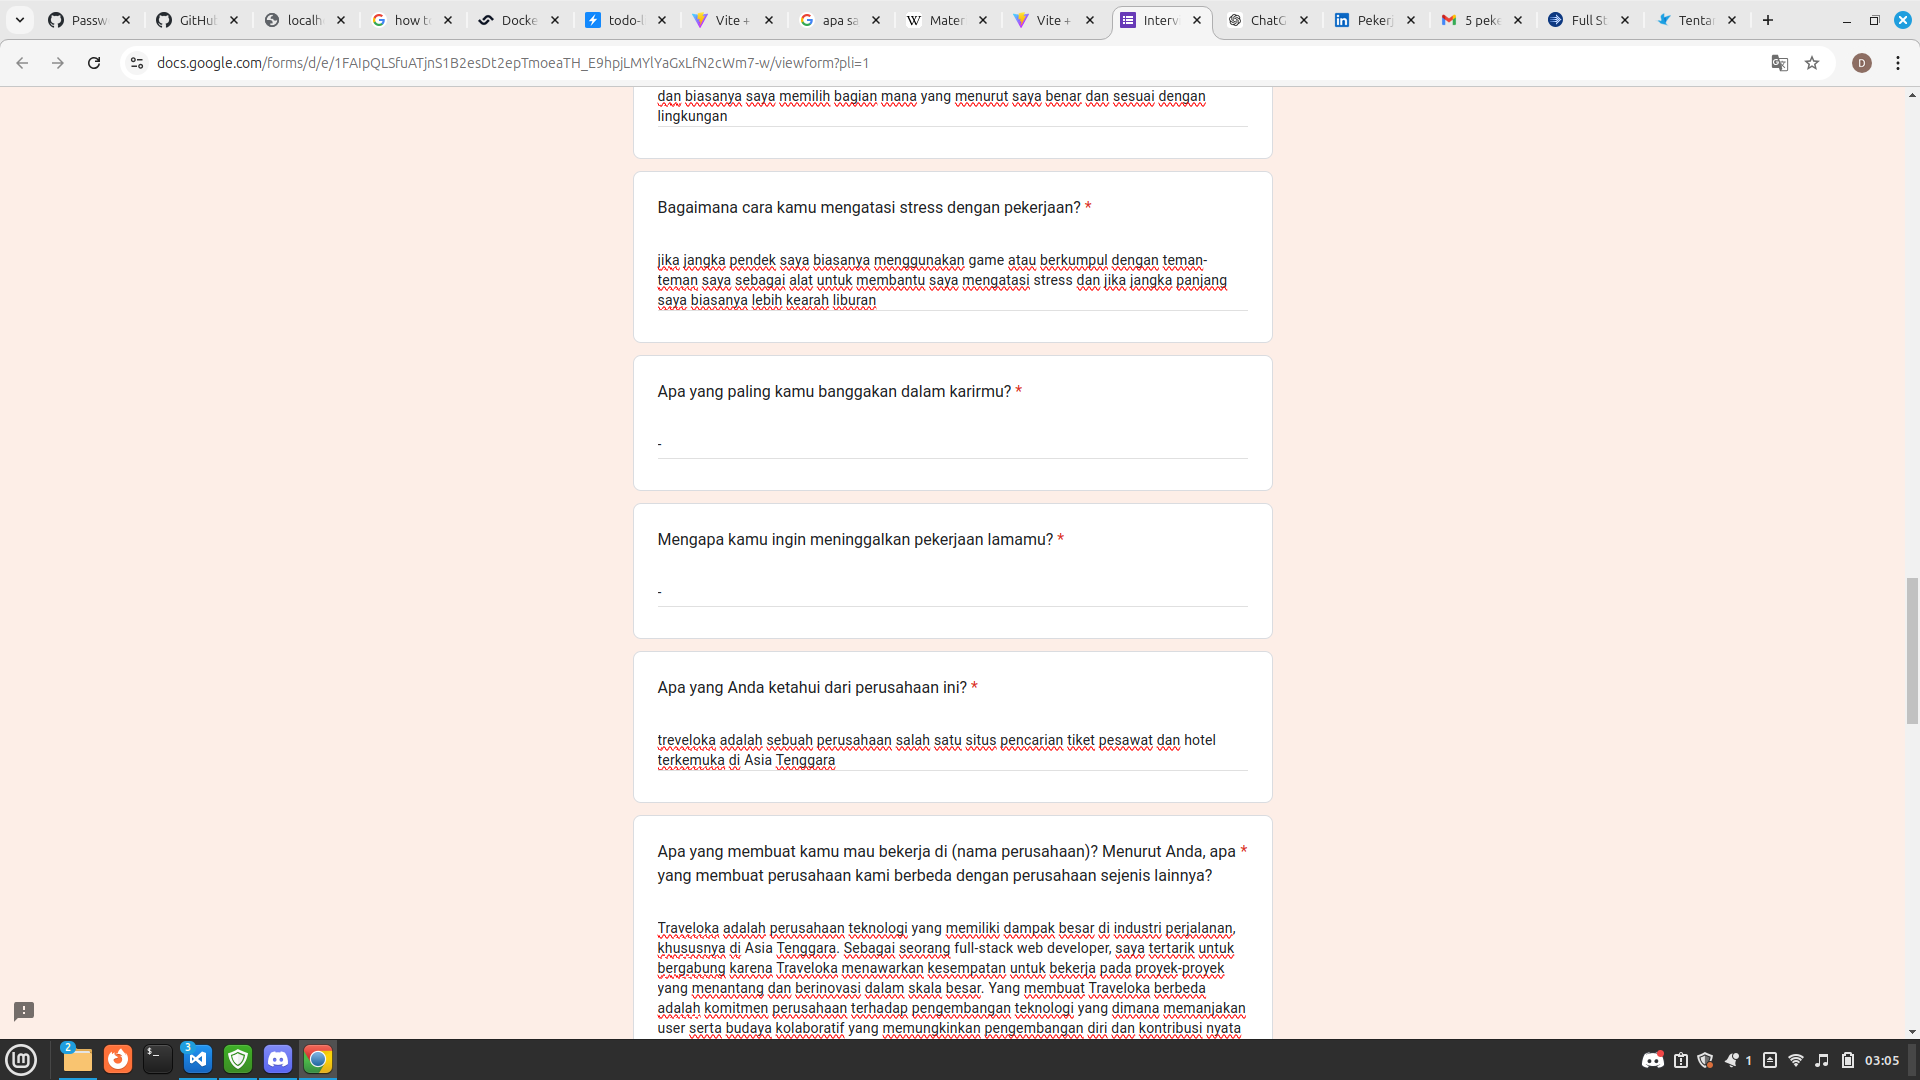 Passw
GitHub
localh
how to
Docke
todo-l
Vite +
apa sa
Mater
Vite +
Interv
ChatG
Pekerj
5 peke
Full St
Tentan
docs.google.com/forms/d/e/1FAIpQLSfuATjnS1B2esDt2epTmoeaTH_E9hpjLMYlYaGxLfN2cWm7-w/viewform?pli=1
D
dan biasanya saya memilih bagian mana yang menurut saya benar dan sesuai dengan
lingkungan
Bagaimana cara kamu mengatasi stress dengan pekerjaan? *
jika jangka pendek saya biasanya menggunakan game atau berkumpul dengan teman-
teman saya sebagai alat untuk membantu saya mengatasi stress dan jika jangka panjang
saya biasanya lebih kearah liburan
Apa yang paling kamu banggakan dalam karirmu? *
-
Mengapa kamu ingin meninggalkan pekerjaan lamamu? *
-
Apa yang Anda ketahui dari perusahaan ini? *
treveloka adalah sebuah perusahaan salah satu situs pencarian tiket pesawat dan hotel
terkemuka di Asia Tenggara
Apa yang membuat kamu mau bekerja di (nama perusahaan)? Menurut Anda, apa *
yang membuat perusahaan kami berbeda dengan perusahaan sejenis lainnya?
Traveloka adalah perusahaan teknologi yang memiliki dampak besar di industri perjalanan,
khususnya di Asia Tenggara. Sebagai seorang full-stack web developer, saya tertarik untuk
bergabung karena Traveloka menawarkan kesempatan untuk bekerja pada proyek-proyek
yang menantang dan berinovasi dalam skala besar. Yang membuat Traveloka berbeda
adalah komitmen perusahaan terhadap pengembangan teknologi yang dimana memanjakan
user serta budaya kolaboratif yang memungkinkan pengembangan diri dan kontribusi nyata
2
3
1
03:05